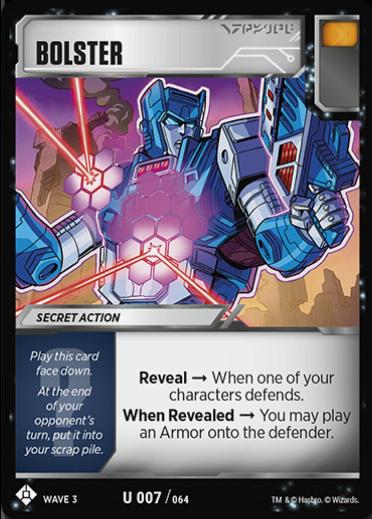 BOLSTER
SECRET ACTION
Play this card
face down.
At the end
of your
opponent's
turn, put it into
your scrap pile.
Reveal → When one of your
characters defends.
When Revealed → You may play
an Armor onto the defender.
WAVE 3
U 007 / 064
TM & © Hasbro. © Wizards.